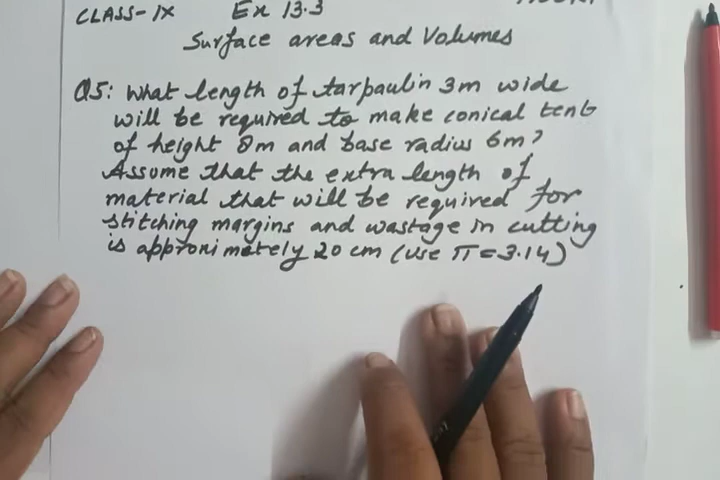 CLASS-IX Ex 13.3
Surface areas and Volumes
Q5: What length of tarpaulin 3m wide
will be required to make conical tent
of height 8m and base radius 6m?
Assume that the extra length of
material that will be required for
stitching margins and wastage in cutting
is approximately 20 cm (use π = 3.14)